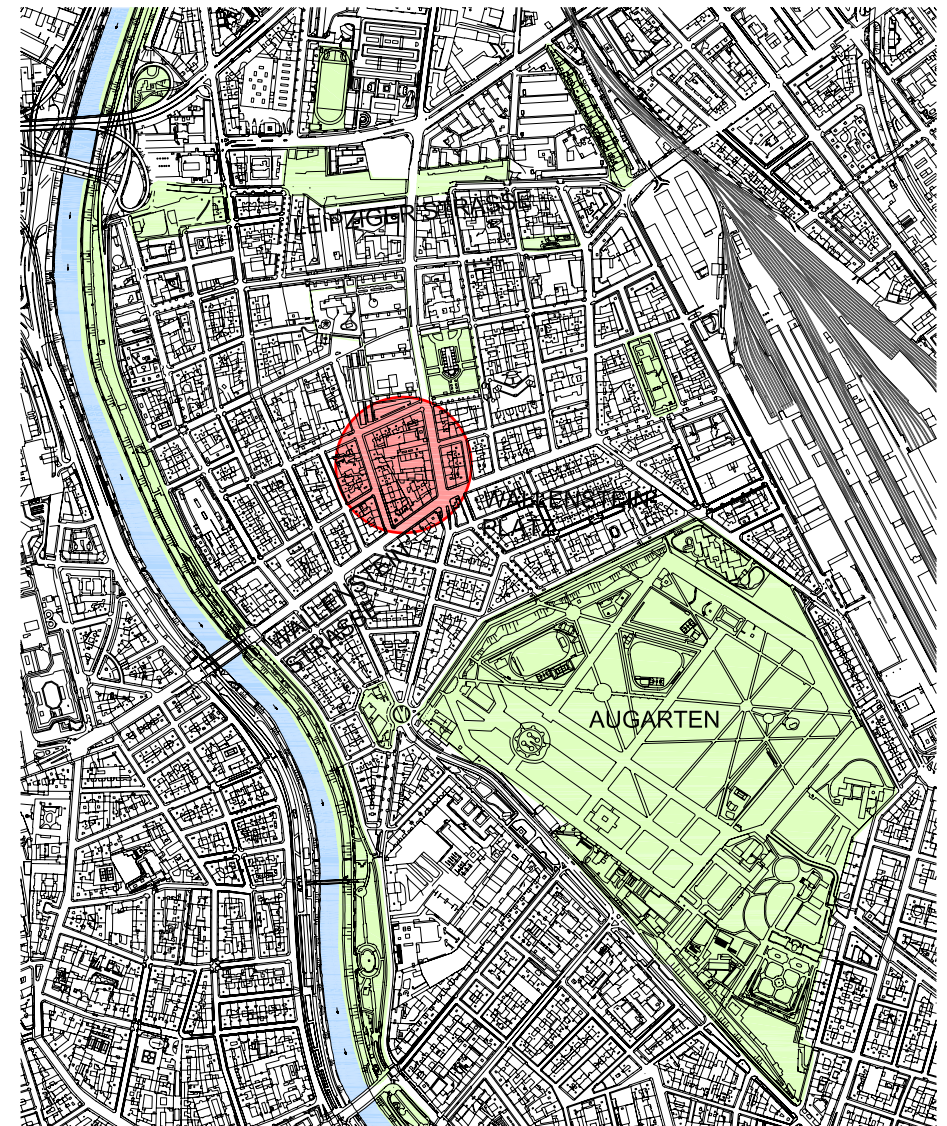 LEIPZIGER STRASSE
WALLENSTEIN-
PLATZ
WALLENSTEIN-
STRASSE
AUGARTEN